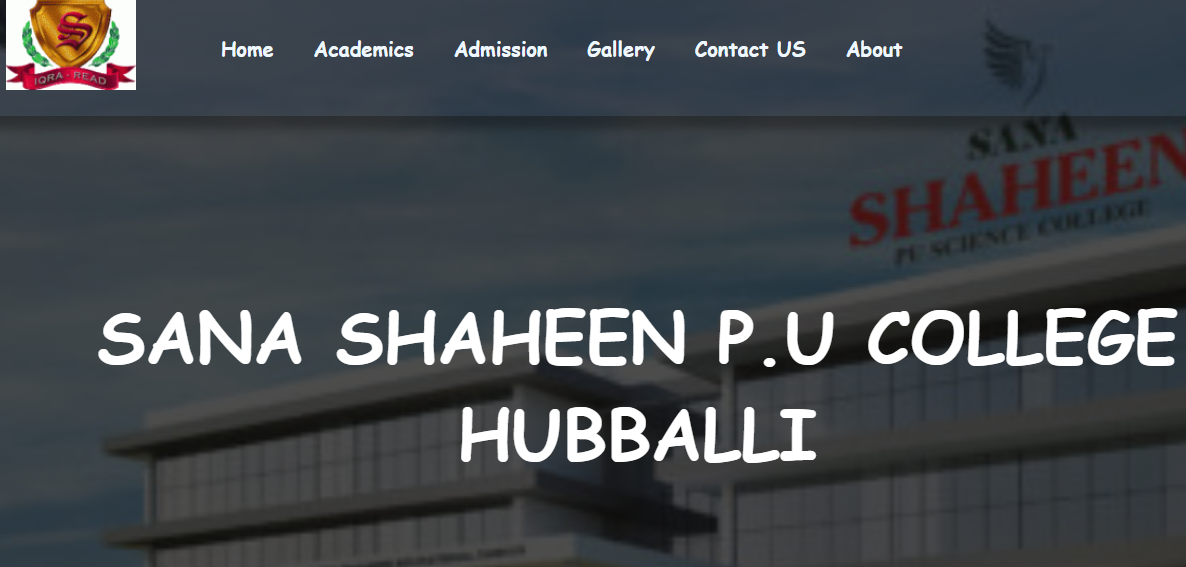 S
IQRA - READ
Home Academics Admission Gallery Contact US About
SANA
SHAHEEN
PU SCIENCE COLLEGE
SANA SHAHEEN P.U COLLEGE
HUBBALLI